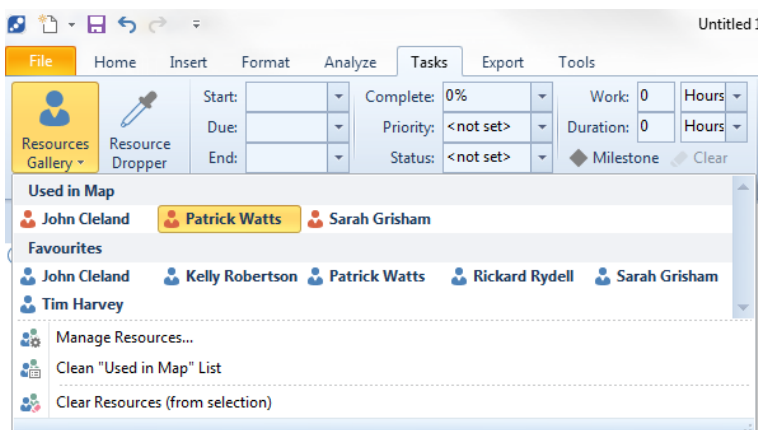 Untitled 1
File Home Insert Format Analyze Tasks Export Tools
Start: Complete: 0% Work: 0 Hours
Due: Priority: <not set> Duration: 0 Hours
Resources Gallery Resource Dropper End: Status: <not set> Milestone Clear
Used in Map
John Cleland Patrick Watts Sarah Grisham
Favourites
John Cleland Kelly Robertson Patrick Watts Rickard Rydell Sarah Grisham
Tim Harvey
Manage Resources...
Clean "Used in Map" List
Clear Resources (from selection)